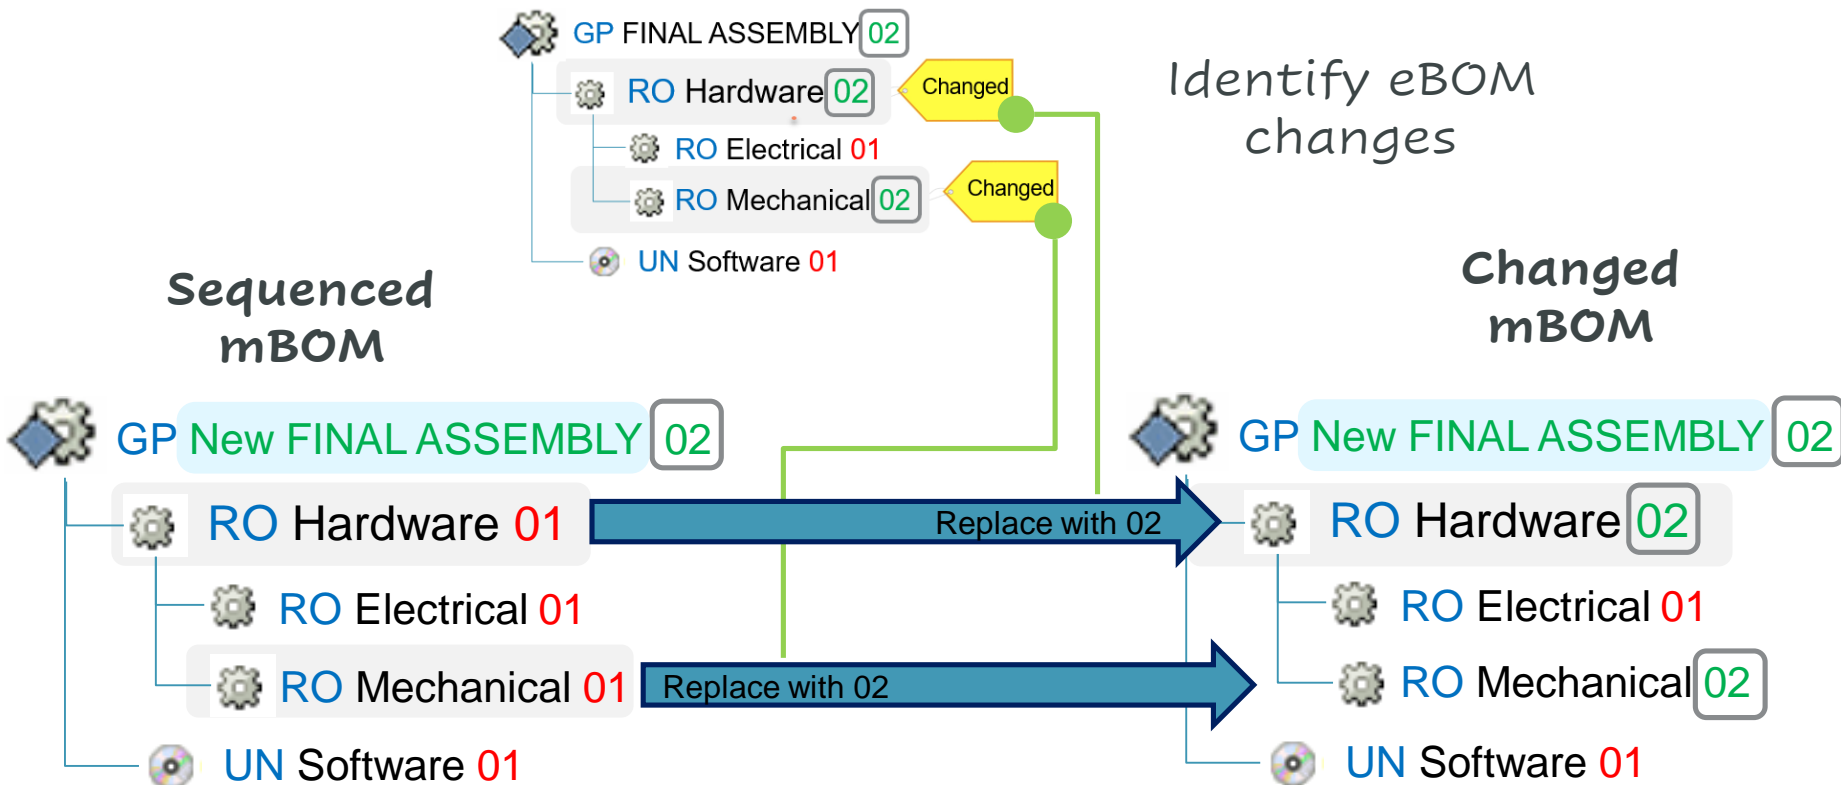 GP FINAL ASSEMBLY 02
RO Hardware 02
Changed
RO Electrical 01
RO Mechanical 02
Changed
UN Software 01
Identify eBOM
changes
Sequenced
mBOM
GP New FINAL ASSEMBLY 02
RO Hardware 01
Replace with 02
RO Electrical 01
RO Mechanical 01
Replace with 02
UN Software 01
Changed
mBOM
GP New FINAL ASSEMBLY 02
RO Hardware 02
RO Electrical 01
RO Mechanical 02
UN Software 01